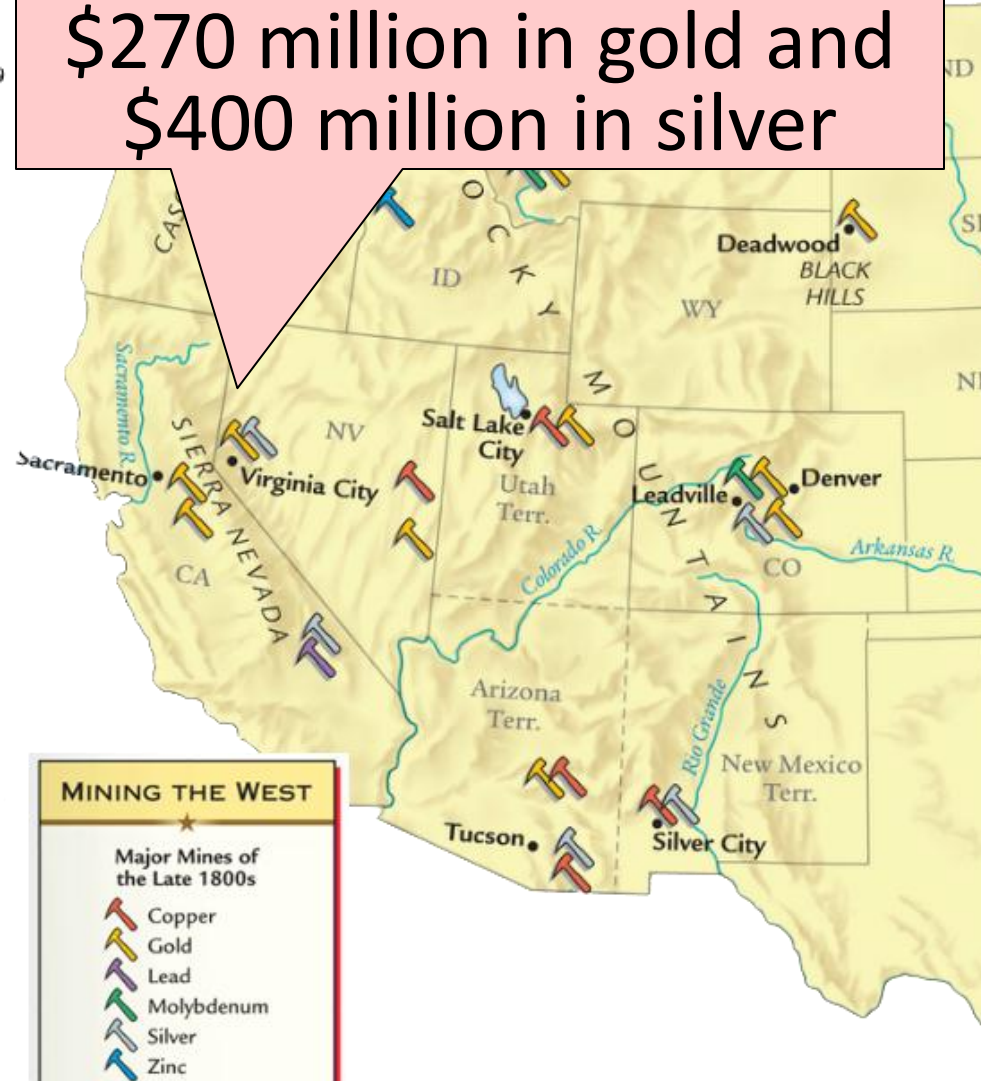 $270 million in gold and
$400 million in silver
ND
Deadwood
BLACK
HILLS
ID
WY
ROCKY MOUNTAINS
Sacramento R.
SIERRA NEVADA
NV
Salt Lake
City
Utah
Terr.
Sacramento
Virginia City
Leadville
Denver
Colorado R.
Arkansas R.
CA
CO
Arizona
Terr.
Rio Grande
New Mexico
Terr.
Tucson
Silver City
MINING THE WEST
Major Mines of
the Late 1800s
Copper
Gold
Lead
Molybdenum
Silver
Zinc